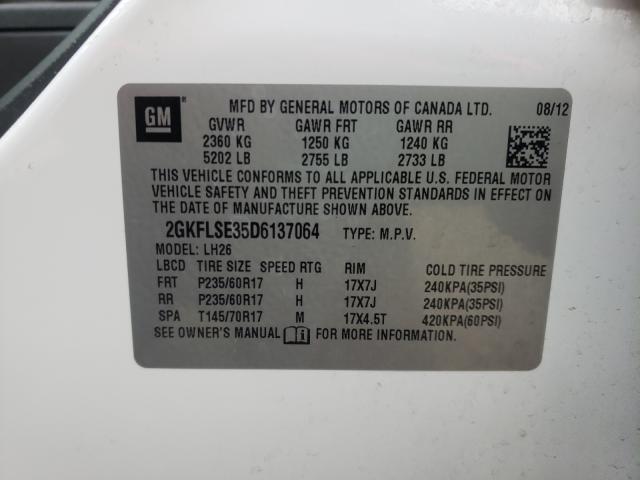 GM
MFD BY GENERAL MOTORS OF CANADA LTD. 08/12
GVWR GAWR FRT GAWR RR
2360 KG 1250 KG 1240 KG
5202 LB 2755 LB 2733 LB
THIS VEHICLE CONFORMS TO ALL APPLICABLE U.S. FEDERAL MOTOR
VEHICLE SAFETY AND THEFT PREVENTION STANDARDS IN EFFECT ON
THE DATE OF MANUFACTURE SHOWN ABOVE.
2GKFLSE35D6137064 TYPE: M.P.V.
MODEL: LH26
LBCD TIRE SIZE SPEED RTG RIM COLD TIRE PRESSURE
FRT P235/60R17 H 17X7J 240KPA(35PSI)
RR P235/60R17 H 17X7J 240KPA(35PSI)
SPA T145/70R17 M 17X4.5T 420KPA(60PSI)
SEE OWNER'S MANUAL FOR MORE INFORMATION.